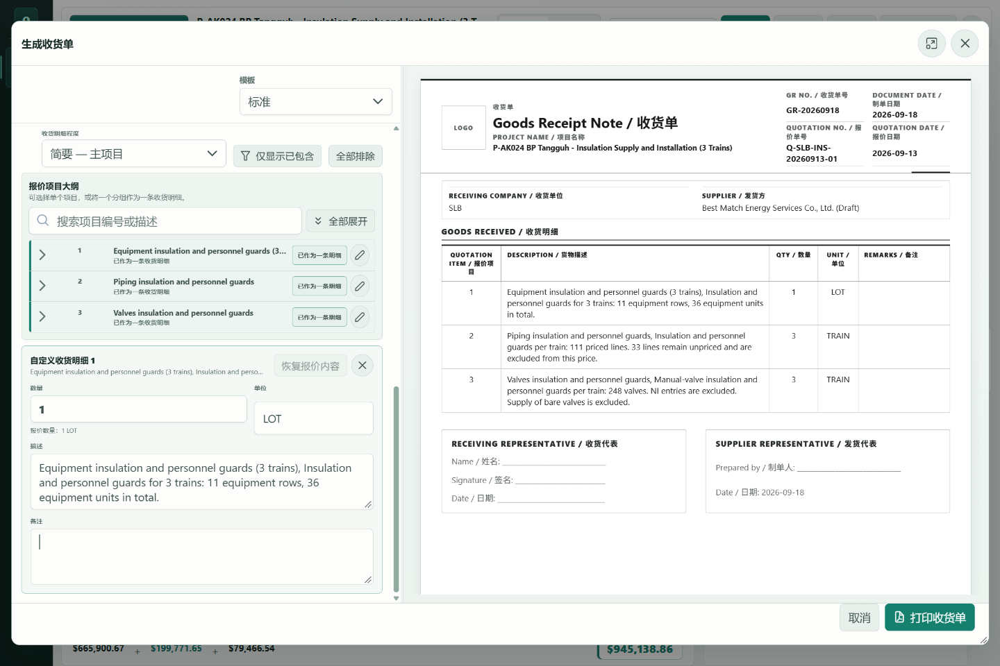 P-AK024 BP Tangguh - Insulation Supply and Installation (3 T
生成收货单
模板
标准
收货明细程度
简要 — 主项目
仅显示已包含
全部排除
报价项目大纲
可选择单个项目，或将一个分组作为一条收货明细。
搜索项目编号或描述
全部展开
1
Equipment insulation and personnel guards (3...
已作为一条收货明细
已作为一条明细
2
Piping insulation and personnel guards
已作为一条收货明细
已作为一条明细
3
Valves insulation and personnel guards
已作为一条收货明细
已作为一条明细
自定义收货明细 1
Equipment insulation and personnel guards (3 trains), Insulation and perso...
恢复报价内容
数量
单位
1
LOT
报价数量：1 LOT
描述
Equipment insulation and personnel guards (3 trains), Insulation
and personnel guards for 3 trains: 11 equipment rows, 36
equipment units in total.
备注
LOGO
收货单
Goods Receipt Note / 收货单
PROJECT NAME / 项目名称
P-AK024 BP Tangguh - Insulation Supply and Installation (3 Trains)
GR NO. / 收货单号
GR-20260918
DOCUMENT DATE /
制单日期
2026-09-18
QUOTATION NO. / 报
价单号
Q-SLB-INS-
20260913-01
QUOTATION DATE /
报价日期
2026-09-13
RECEIVING COMPANY / 收货单位
SLB
SUPPLIER / 发货方
Best Match Energy Services Co., Ltd. (Draft)
GOODS RECEIVED / 收货明细
QUOTATION
ITEM / 报价项
目
DESCRIPTION / 货物描述
QTY / 数量
UNIT /
单位
REMARKS / 备注
1
Equipment insulation and personnel guards (3 trains), Insulation and
personnel guards for 3 trains: 11 equipment rows, 36 equipment units
in total.
1
LOT
2
Piping insulation and personnel guards, Insulation and personnel
guards per train: 111 priced lines. 33 lines remain unpriced and are
excluded from this price.
3
TRAIN
3
Valves insulation and personnel guards, Manual-valve insulation and
personnel guards per train: 248 valves. NI entries are excluded.
Supply of bare valves is excluded.
3
TRAIN
RECEIVING REPRESENTATIVE / 收货代表
Name / 姓名:
Signature / 签名:
Date / 日期:
SUPPLIER REPRESENTATIVE / 发货代表
Prepared by / 制单人:
Date / 日期: 2026-09-18
取消
打印收货单
$665,900.67 + $199,771.65 + $79,466.54
$945,138.86